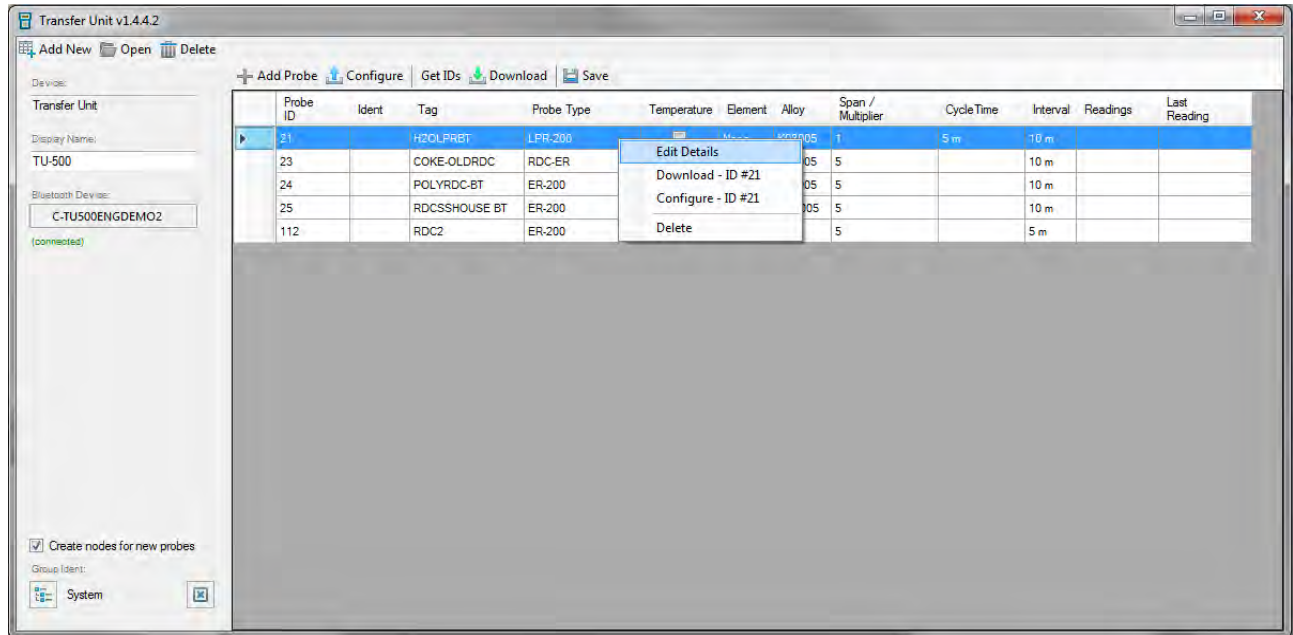 Transfer Unit v1.4.4.2
Add New Open Delete
Add Probe Configure Get IDs Download Save
Device:
Transfer Unit
Display Name:
TU-500
Bluetooth Device:
C-TU500ENGDEMO2
(connected)
Probe ID Ident Tag Probe Type Temperature Element Alloy Span / Multiplier CycleTime Interval Readings Last Reading
21 H2OLPRBT LPR-200 1 5 m 10 m
23 COKE-OLDRDC RDC-ER 05 5 10 m
24 POLYRDC-BT ER-200 05 5 10 m
25 RDCSSHOUSE BT ER-200 005 5 10 m
112 RDC2 ER-200 5 5 m
Edit Details
Download - ID #21
Configure - ID #21
Delete
Create nodes for new probes
Group Ident:
System